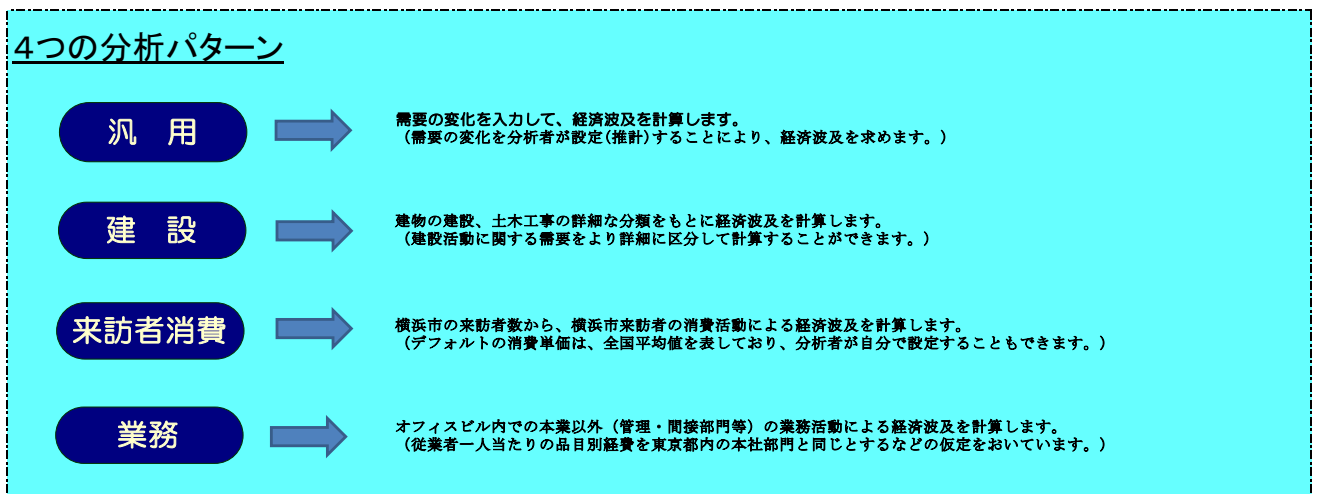 ４つの分析パターン
汎　用
需要の変化を入力して、経済波及を計算します。
（需要の変化を分析者が設定(推計)することにより、経済波及を求めます。）
建　設
建物の建設、土木工事の詳細な分類をもとに経済波及を計算します。
（建設活動に関する需要をより詳細に区分して計算することができます。）
来訪者消費
横浜市の来訪者数から、横浜市来訪者の消費活動による経済波及を計算します。
（デフォルトの消費単価は、全国平均値を表しており、分析者が自分で設定することもできます。）
業務
オフィスビル内での本業以外（管理・間接部門等）の業務活動による経済波及を計算します。
（従業者一人当たりの品目別経費を東京都内の本社部門と同じとするなどの仮定をおいています。）